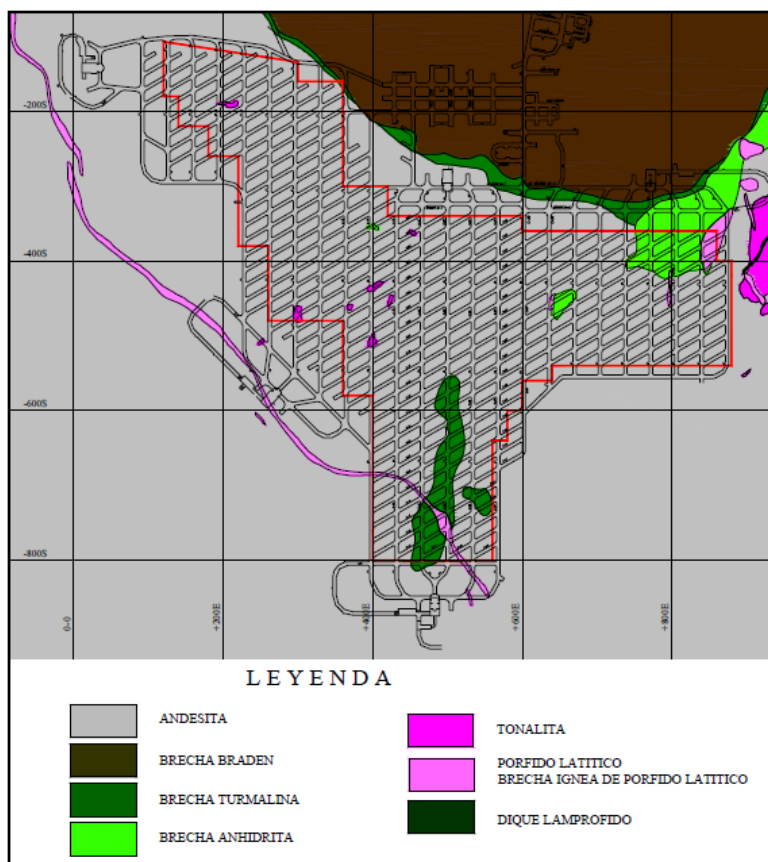 -200S
-400S
-600S
-800S
0-0
+200E
+400E
+600E
+800E
LEYENDA
ANDESITA
BRECHA BRADEN
BRECHA TURMALINA
BRECHA ANHIDRITA
TONALITA
PORFIDO LATITICO
BRECHA IGNEA DE PORFIDO LATITICO
DIQUE LAMPROFIDO